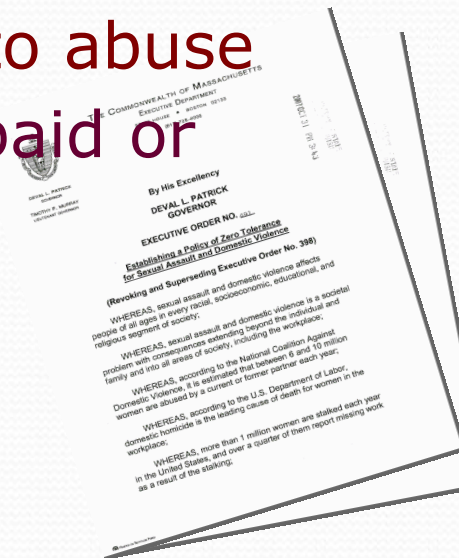 to abuse
paid or
THE COMMONWEALTH OF MASSACHUSETTS
EXECUTIVE DEPARTMENT
BOSTON 02133
DEVAL L. PATRICK
GOVERNOR
TIMOTHY P. MURRAY
LIEUTENANT GOVERNOR
By His Excellency
DEVAL L. PATRICK
GOVERNOR
EXECUTIVE ORDER NO.
Establishing a Policy of Zero Tolerance
for Sexual Assault and Domestic Violence
(Revoking and Superseding Executive Order No. 398)
WHEREAS, sexual assault and domestic violence affects
people of all ages in every racial, socioeconomic, educational, and
religious segment of society;
WHEREAS, sexual assault and domestic violence is a societal
problem with consequences extending beyond the individual and
family and into all areas of society, including the workplace;
WHEREAS, according to the National Coalition Against
Domestic Violence, it is estimated that between 6 and 10 million
women are abused by a current or former partner each year;
WHEREAS, according to the U.S. Department of Labor,
domestic homicide is the leading cause of death for women in the
workplace;
WHEREAS, more than 1 million women are stalked each year
in the United States, and over a quarter of them report missing work
as a result of the stalking;